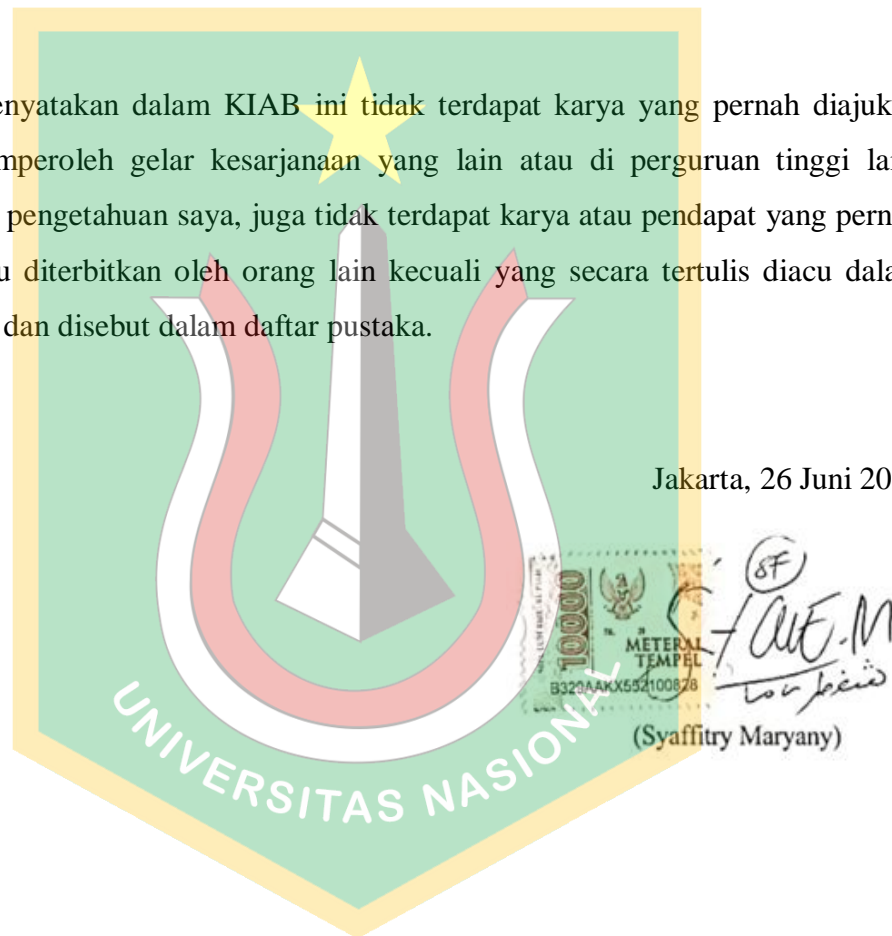 enyatakan dalam KIAB ini tidak terdapat karya yang pernah diajuk
mperoleh gelar kesarjanaan yang lain atau di perguruan tinggi lai
pengetahuan saya, juga tidak terdapat karya atau pendapat yang pern
u diterbitkan oleh orang lain kecuali yang secara tertulis diacu dala
dan disebut dalam daftar pustaka.
Jakarta, 26 Juni 20
SF
10000
METERAI
TEMPEL
B329AAKX552100828
(Syaffitry Maryany)
UNIVERSITAS NASIONAL